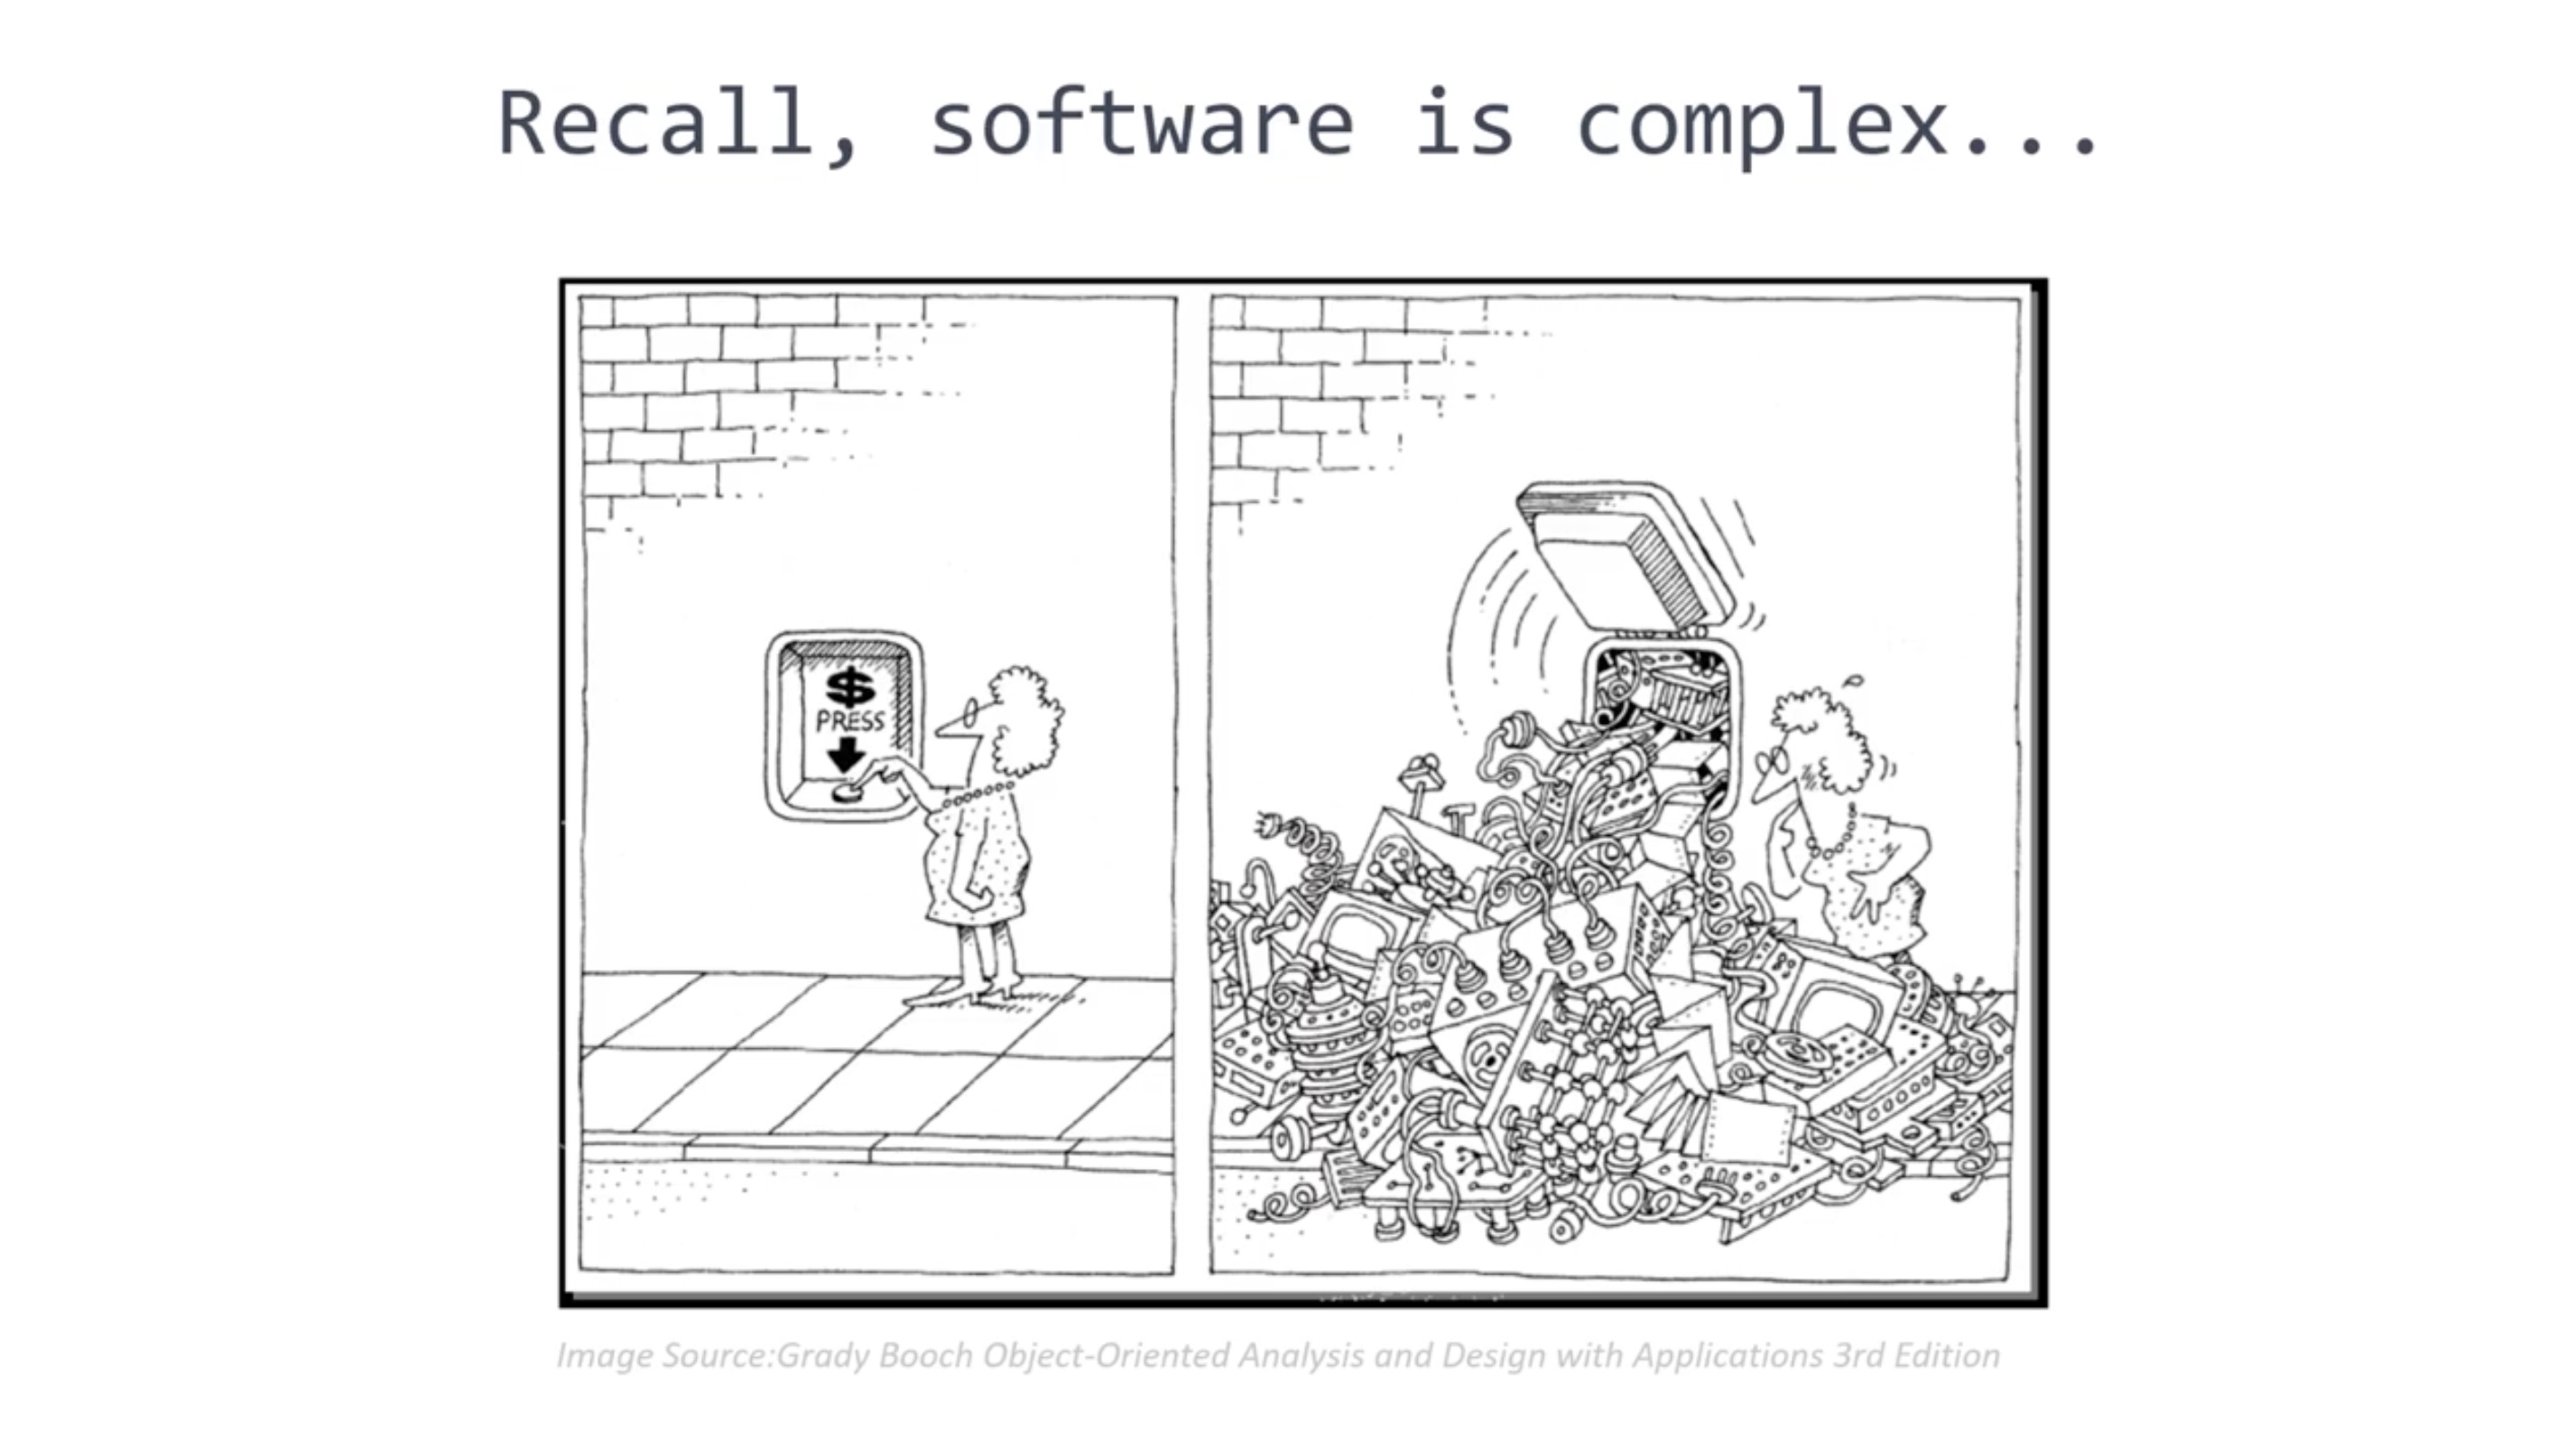 Recall, software is complex...
$
PRESS
Image Source:Grady Booch Object-Oriented Analysis and Design with Applications 3rd Edition